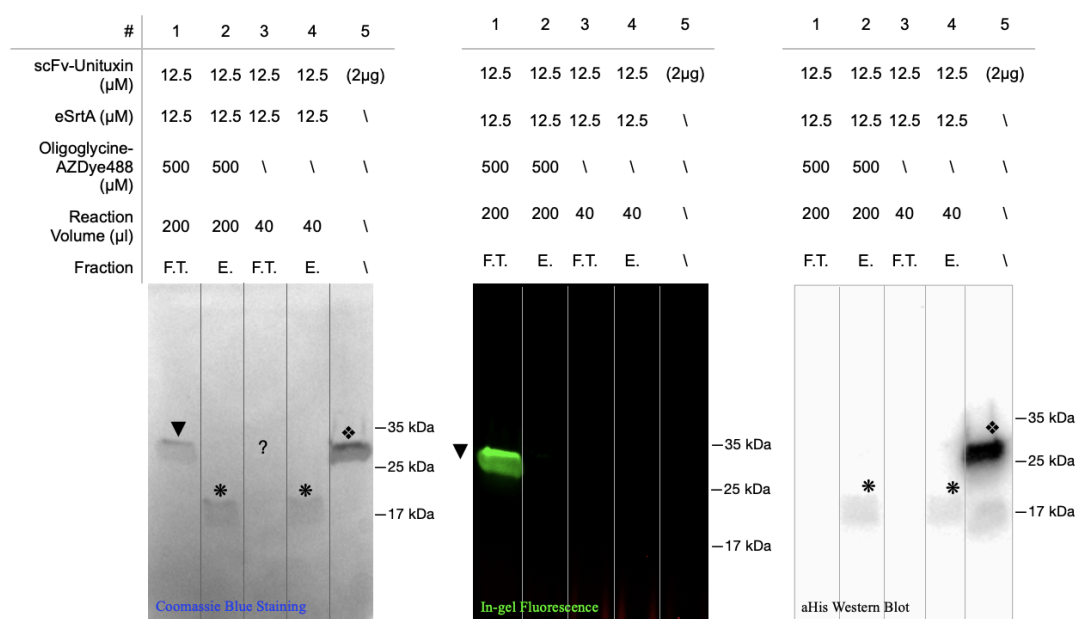 # 1 2 3 4 5
scFv-Unituxin
(µM) 12.5 12.5 12.5 12.5 (2µg)
eSrtA (µM) 12.5 12.5 12.5 12.5 \
Oligoglycine-
AZDye488
(µM) 500 500 \ \ \
Reaction
Volume (µl) 200 200 40 40 \
Fraction F.T. E. F.T. E. \
▼ ? ❖
❋ ❋
–35 kDa
–25 kDa
–17 kDa
Coomassie Blue Staining
1 2 3 4 5
12.5 12.5 12.5 12.5 (2µg)
12.5 12.5 12.5 12.5 \
500 500 \ \ \
200 200 40 40 \
F.T. E. F.T. E. \
▼
–35 kDa
–25 kDa
–17 kDa
In-gel Fluorescence
1 2 3 4 5
12.5 12.5 12.5 12.5 (2µg)
12.5 12.5 12.5 12.5 \
500 500 \ \ \
200 200 40 40 \
F.T. E. F.T. E. \
❖
❋ ❋
–35 kDa
–25 kDa
–17 kDa
aHis Western Blot